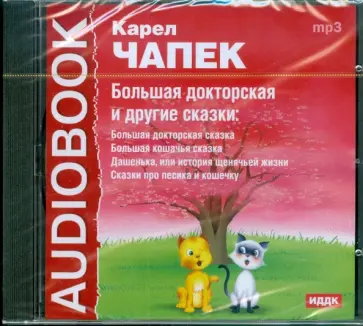 AUDIOBOOK
Карел
ЧАПЕК
mp3
Большая докторская
и другие сказки:
Большая докторская сказка
Большая кошачья сказка
Дашенька, или история щенячьей жизни
Сказки про песика и кошечку
ИДДК